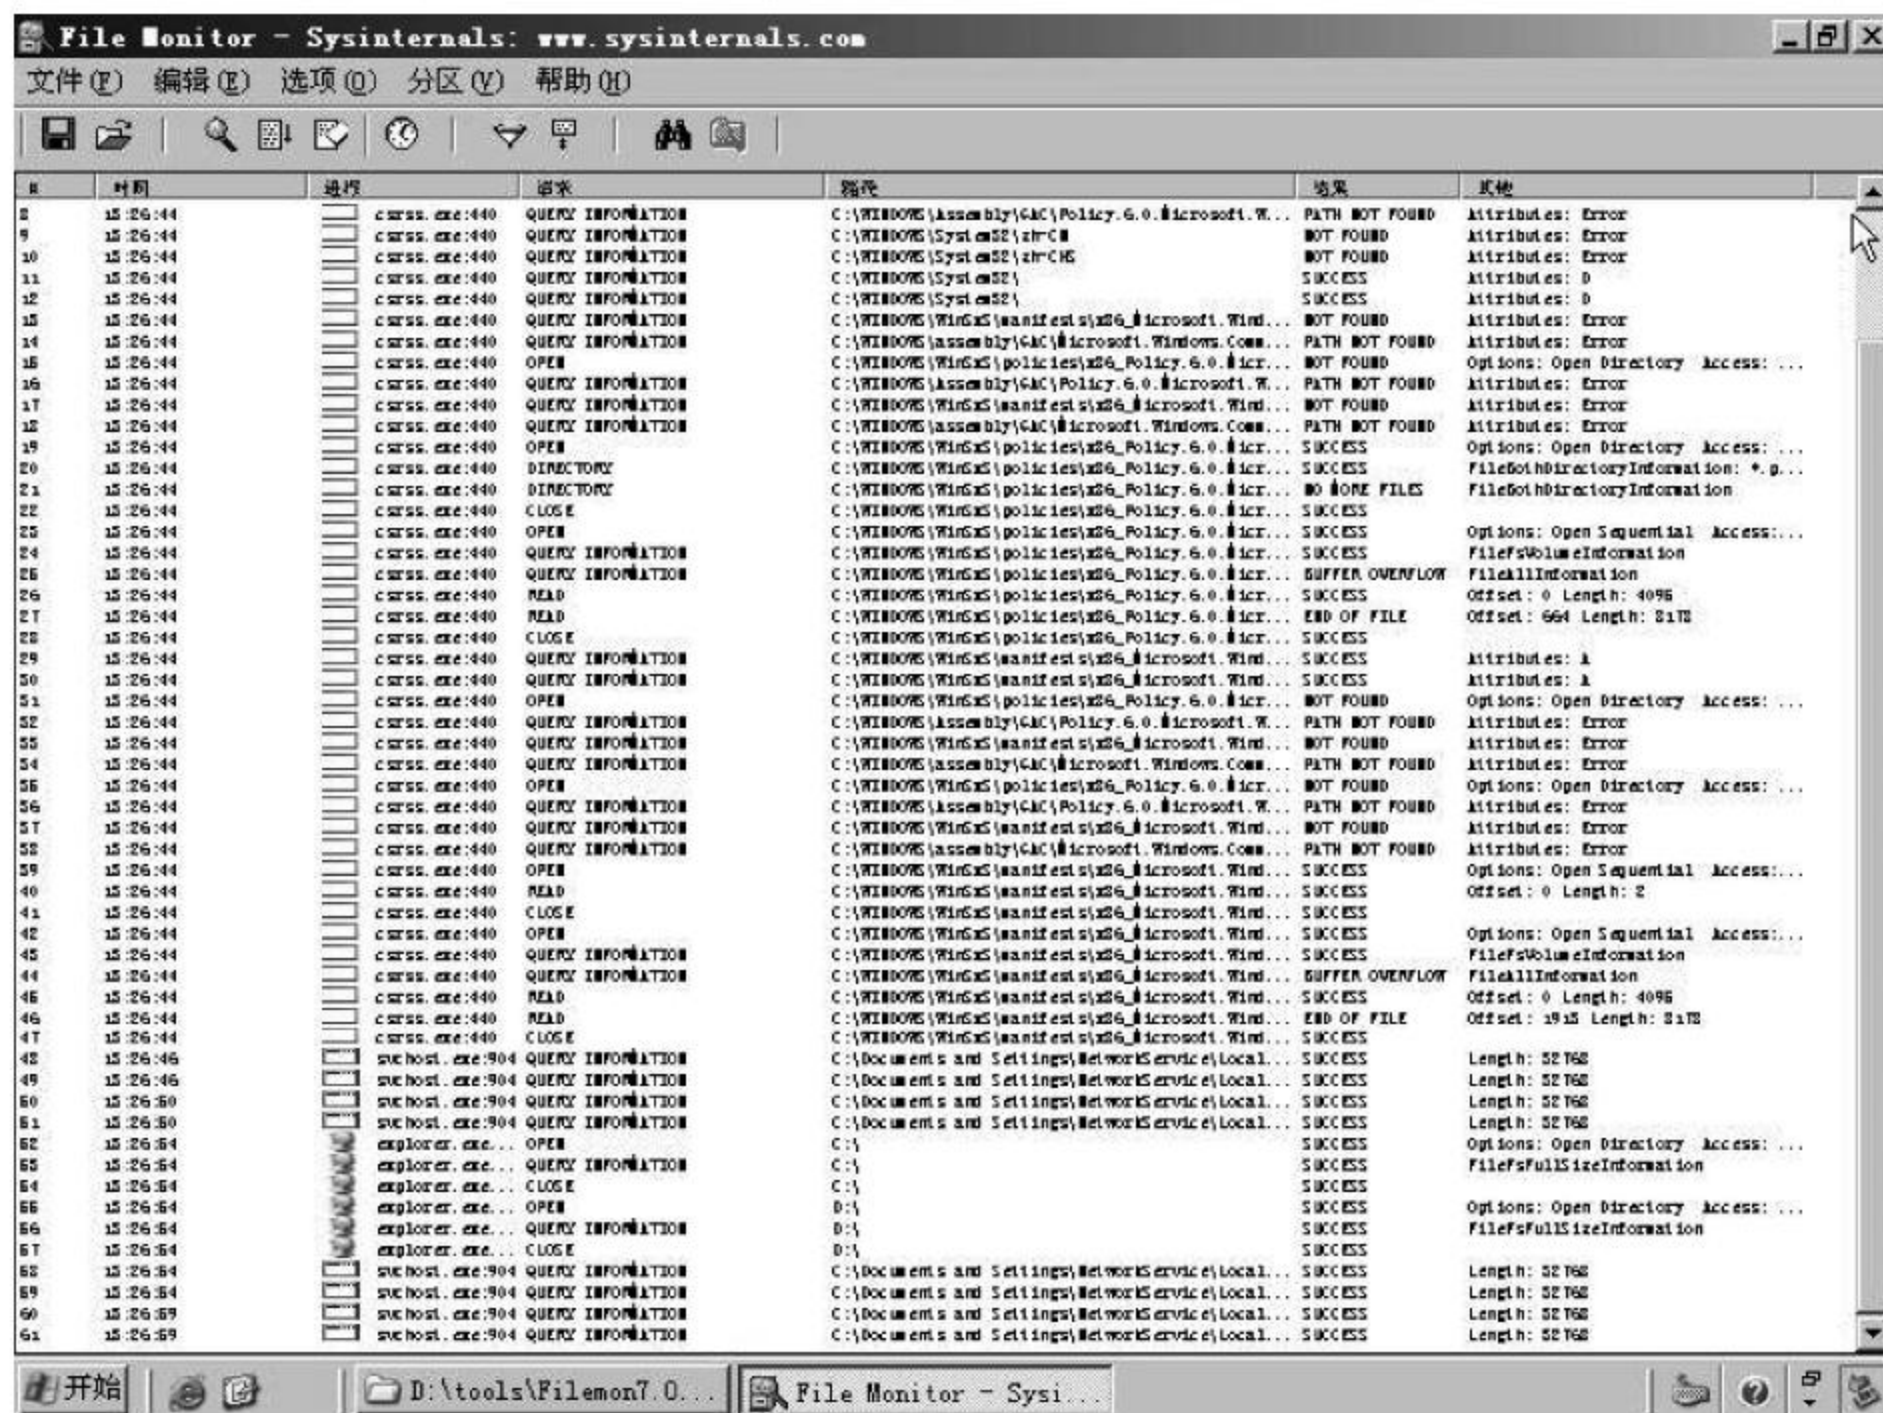 File Monitor - Sysinternals: www.sysinternals.com
文件(F) 编辑(E) 选项(O) 分区(V) 帮助(H)
# 时间 进程 请求 路径 结果 其他
8 15:26:44 csrss.exe:440 QUERY INFORMATION C:\WINDOWS\Assembly\GAC\Policy.6.0.Microsoft.W... PATH NOT FOUND Attributes: Error
9 15:26:44 csrss.exe:440 QUERY INFORMATION C:\WINDOWS\System32\zh-CN NOT FOUND Attributes: Error
10 15:26:44 csrss.exe:440 QUERY INFORMATION C:\WINDOWS\System32\zh-CHS NOT FOUND Attributes: Error
11 15:26:44 csrss.exe:440 QUERY INFORMATION C:\WINDOWS\System32\ SUCCESS Attributes: D
12 15:26:44 csrss.exe:440 QUERY INFORMATION C:\WINDOWS\System32\ SUCCESS Attributes: D
13 15:26:44 csrss.exe:440 QUERY INFORMATION C:\WINDOWS\WinSxS\manifests\x86_Microsoft.Wind... NOT FOUND Attributes: Error
14 15:26:44 csrss.exe:440 QUERY INFORMATION C:\WINDOWS\assembly\GAC\Microsoft.Windows.Comm... PATH NOT FOUND Attributes: Error
15 15:26:44 csrss.exe:440 OPEN C:\WINDOWS\WinSxS\policies\x86_Policy.6.0.Micr... NOT FOUND Options: Open Directory Access: ...
16 15:26:44 csrss.exe:440 QUERY INFORMATION C:\WINDOWS\Assembly\GAC\Policy.6.0.Microsoft.W... PATH NOT FOUND Attributes: Error
17 15:26:44 csrss.exe:440 QUERY INFORMATION C:\WINDOWS\WinSxS\manifests\x86_Microsoft.Wind... NOT FOUND Attributes: Error
18 15:26:44 csrss.exe:440 QUERY INFORMATION C:\WINDOWS\assembly\GAC\Microsoft.Windows.Comm... PATH NOT FOUND Attributes: Error
19 15:26:44 csrss.exe:440 OPEN C:\WINDOWS\WinSxS\policies\x86_Policy.6.0.Micr... SUCCESS Options: Open Directory Access: ...
20 15:26:44 csrss.exe:440 DIRECTORY C:\WINDOWS\WinSxS\policies\x86_Policy.6.0.Micr... SUCCESS FileBothDirectoryInformation: *.p...
21 15:26:44 csrss.exe:440 DIRECTORY C:\WINDOWS\WinSxS\policies\x86_Policy.6.0.Micr... NO MORE FILES FileBothDirectoryInformation
22 15:26:44 csrss.exe:440 CLOSE C:\WINDOWS\WinSxS\policies\x86_Policy.6.0.Micr... SUCCESS
23 15:26:44 csrss.exe:440 OPEN C:\WINDOWS\WinSxS\policies\x86_Policy.6.0.Micr... SUCCESS Options: Open Sequential Access:...
24 15:26:44 csrss.exe:440 QUERY INFORMATION C:\WINDOWS\WinSxS\policies\x86_Policy.6.0.Micr... SUCCESS FileFsVolumeInformation
25 15:26:44 csrss.exe:440 QUERY INFORMATION C:\WINDOWS\WinSxS\policies\x86_Policy.6.0.Micr... BUFFER OVERFLOW FileAllInformation
26 15:26:44 csrss.exe:440 READ C:\WINDOWS\WinSxS\policies\x86_Policy.6.0.Micr... SUCCESS Offset: 0 Length: 4096
27 15:26:44 csrss.exe:440 READ C:\WINDOWS\WinSxS\policies\x86_Policy.6.0.Micr... END OF FILE Offset: 664 Length: 8178
28 15:26:44 csrss.exe:440 CLOSE C:\WINDOWS\WinSxS\policies\x86_Policy.6.0.Micr... SUCCESS
29 15:26:44 csrss.exe:440 QUERY INFORMATION C:\WINDOWS\WinSxS\manifests\x86_Microsoft.Wind... SUCCESS Attributes: A
30 15:26:44 csrss.exe:440 QUERY INFORMATION C:\WINDOWS\WinSxS\manifests\x86_Microsoft.Wind... SUCCESS Attributes: A
31 15:26:44 csrss.exe:440 OPEN C:\WINDOWS\WinSxS\policies\x86_Policy.6.0.Micr... NOT FOUND Options: Open Directory Access: ...
32 15:26:44 csrss.exe:440 QUERY INFORMATION C:\WINDOWS\Assembly\GAC\Policy.6.0.Microsoft.W... PATH NOT FOUND Attributes: Error
33 15:26:44 csrss.exe:440 QUERY INFORMATION C:\WINDOWS\WinSxS\manifests\x86_Microsoft.Wind... NOT FOUND Attributes: Error
34 15:26:44 csrss.exe:440 QUERY INFORMATION C:\WINDOWS\assembly\GAC\Microsoft.Windows.Comm... PATH NOT FOUND Attributes: Error
35 15:26:44 csrss.exe:440 OPEN C:\WINDOWS\WinSxS\policies\x86_Policy.6.0.Micr... NOT FOUND Options: Open Directory Access: ...
36 15:26:44 csrss.exe:440 QUERY INFORMATION C:\WINDOWS\Assembly\GAC\Policy.6.0.Microsoft.W... PATH NOT FOUND Attributes: Error
37 15:26:44 csrss.exe:440 QUERY INFORMATION C:\WINDOWS\WinSxS\manifests\x86_Microsoft.Wind... NOT FOUND Attributes: Error
38 15:26:44 csrss.exe:440 QUERY INFORMATION C:\WINDOWS\assembly\GAC\Microsoft.Windows.Comm... PATH NOT FOUND Attributes: Error
39 15:26:44 csrss.exe:440 OPEN C:\WINDOWS\WinSxS\manifests\x86_Microsoft.Wind... SUCCESS Options: Open Sequential Access:...
40 15:26:44 csrss.exe:440 READ C:\WINDOWS\WinSxS\manifests\x86_Microsoft.Wind... SUCCESS Offset: 0 Length: 2
41 15:26:44 csrss.exe:440 CLOSE C:\WINDOWS\WinSxS\manifests\x86_Microsoft.Wind... SUCCESS
42 15:26:44 csrss.exe:440 OPEN C:\WINDOWS\WinSxS\manifests\x86_Microsoft.Wind... SUCCESS Options: Open Sequential Access:...
43 15:26:44 csrss.exe:440 QUERY INFORMATION C:\WINDOWS\WinSxS\manifests\x86_Microsoft.Wind... SUCCESS FileFsVolumeInformation
44 15:26:44 csrss.exe:440 QUERY INFORMATION C:\WINDOWS\WinSxS\manifests\x86_Microsoft.Wind... BUFFER OVERFLOW FileAllInformation
45 15:26:44 csrss.exe:440 READ C:\WINDOWS\WinSxS\manifests\x86_Microsoft.Wind... SUCCESS Offset: 0 Length: 4096
46 15:26:44 csrss.exe:440 READ C:\WINDOWS\WinSxS\manifests\x86_Microsoft.Wind... END OF FILE Offset: 1915 Length: 8178
47 15:26:44 csrss.exe:440 CLOSE C:\WINDOWS\WinSxS\manifests\x86_Microsoft.Wind... SUCCESS
48 15:26:46 svchost.exe:904 QUERY INFORMATION C:\Documents and Settings\NetworkService\Local... SUCCESS Length: 32768
49 15:26:46 svchost.exe:904 QUERY INFORMATION C:\Documents and Settings\NetworkService\Local... SUCCESS Length: 32768
50 15:26:50 svchost.exe:904 QUERY INFORMATION C:\Documents and Settings\NetworkService\Local... SUCCESS Length: 32768
51 15:26:50 svchost.exe:904 QUERY INFORMATION C:\Documents and Settings\NetworkService\Local... SUCCESS Length: 32768
52 15:26:54 explorer.exe... OPEN C:\ SUCCESS Options: Open Directory Access: ...
53 15:26:54 explorer.exe... QUERY INFORMATION C:\ SUCCESS FileFsFullSizeInformation
54 15:26:54 explorer.exe... CLOSE C:\ SUCCESS
55 15:26:54 explorer.exe... OPEN D:\ SUCCESS Options: Open Directory Access: ...
56 15:26:54 explorer.exe... QUERY INFORMATION D:\ SUCCESS FileFsFullSizeInformation
57 15:26:54 explorer.exe... CLOSE D:\ SUCCESS
58 15:26:54 svchost.exe:904 QUERY INFORMATION C:\Documents and Settings\NetworkService\Local... SUCCESS Length: 32768
59 15:26:54 svchost.exe:904 QUERY INFORMATION C:\Documents and Settings\NetworkService\Local... SUCCESS Length: 32768
60 15:26:59 svchost.exe:904 QUERY INFORMATION C:\Documents and Settings\NetworkService\Local... SUCCESS Length: 32768
61 15:26:59 svchost.exe:904 QUERY INFORMATION C:\Documents and Settings\NetworkService\Local... SUCCESS Length: 32768
开始 D:\tools\Filemon7.0... File Monitor - Sysi...